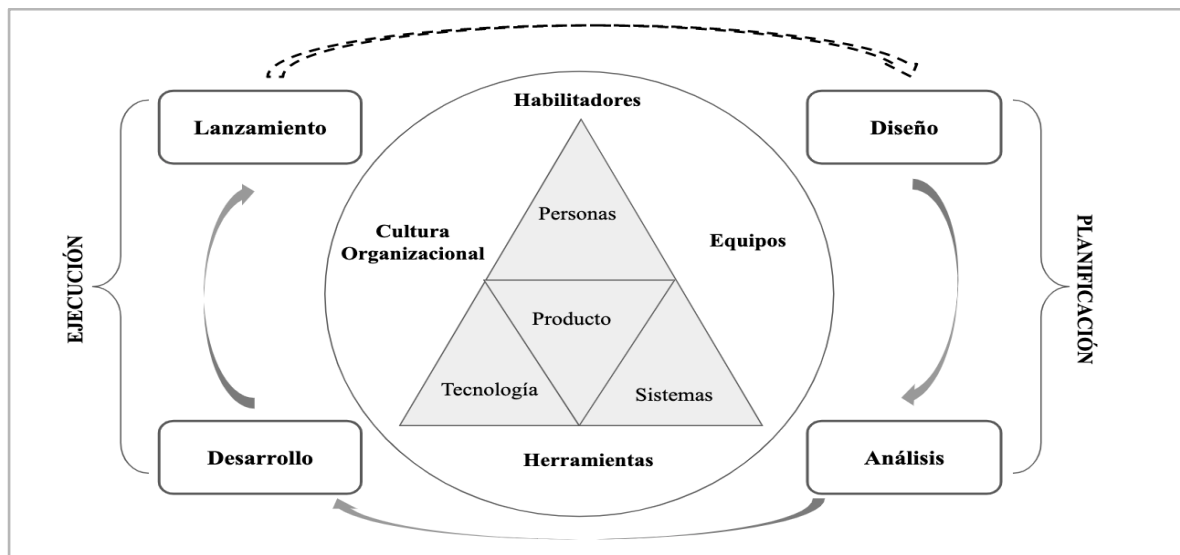 Habilitadores
Lanzamiento
Diseño
Personas
Cultura
Organizacional
Equipos
EJECUCIÓN
PLANIFICACIÓN
Producto
Tecnología
Sistemas
Desarrollo
Herramientas
Análisis